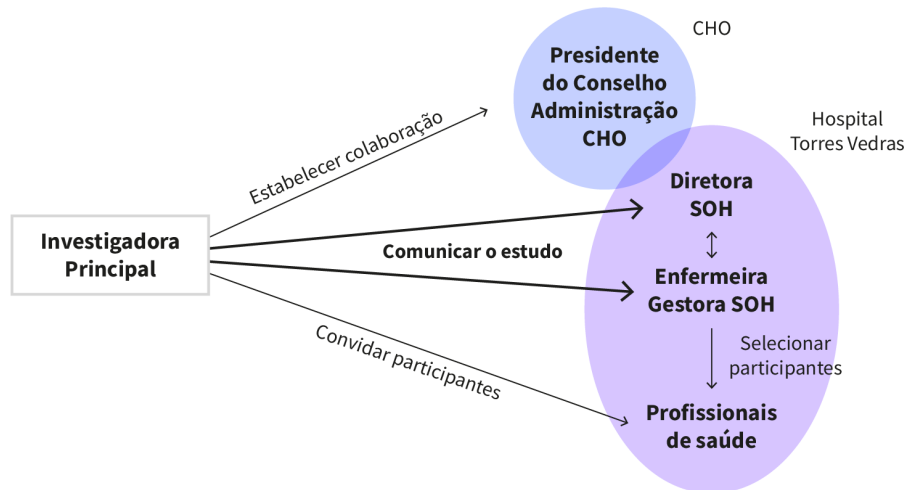 CHO
Presidente
do Conselho
Administração
CHO
Hospital
Torres Vedras
Estabelecer colaboração
Diretora
SOH
Investigadora
Principal
Comunicar o estudo
Enfermeira
Gestora SOH
Convidar participantes
Selecionar
participantes
Profissionais
de saúde